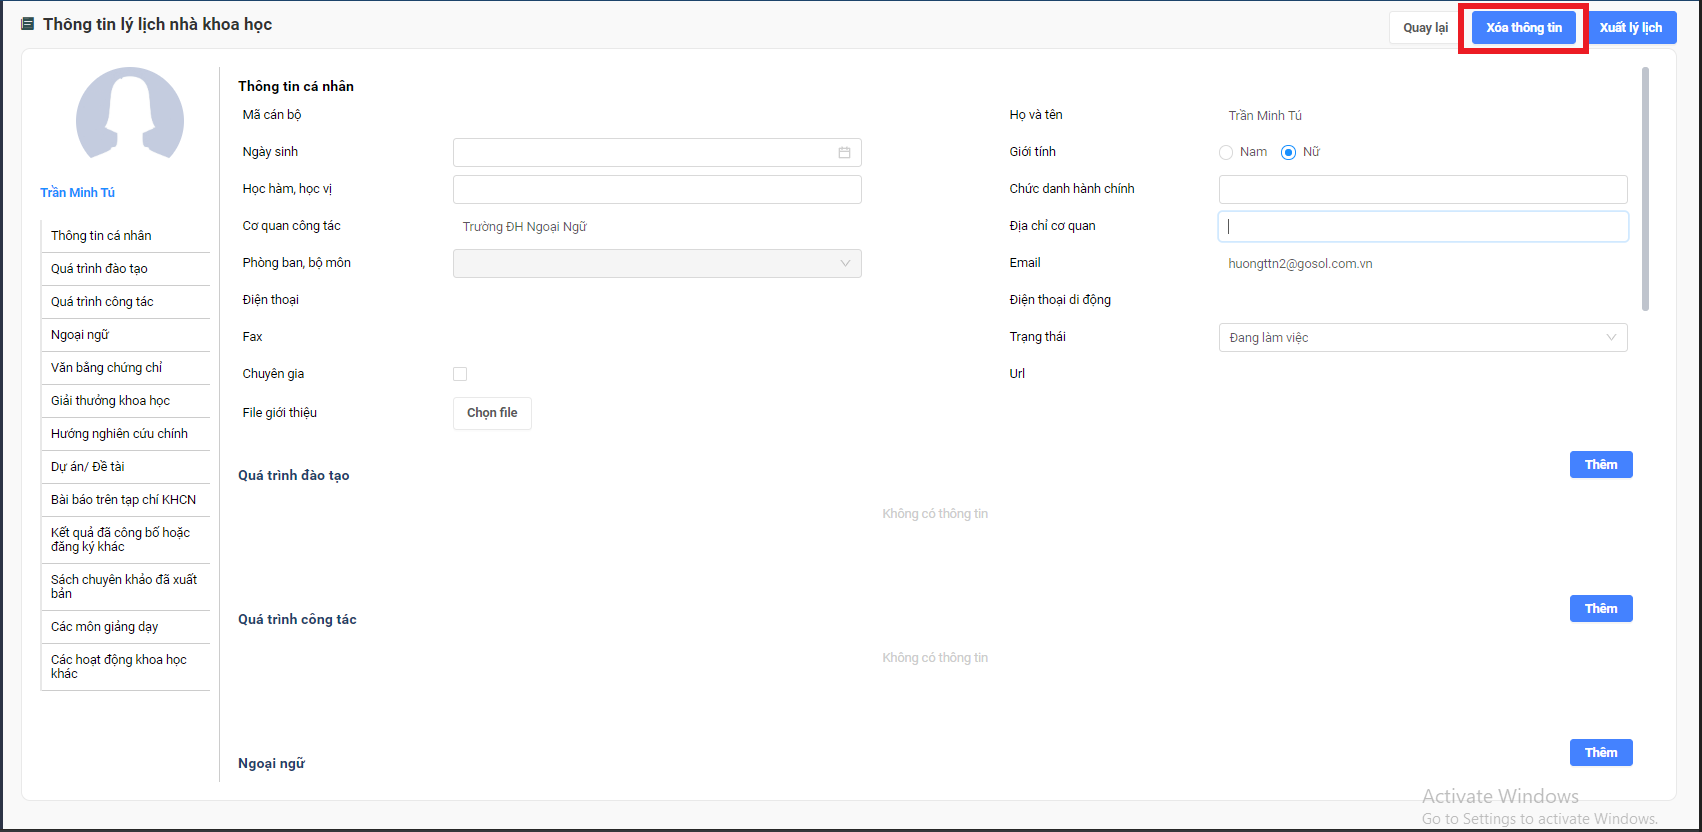 Thông tin lý lịch nhà khoa học
Quay lại
Xóa thông tin
Xuất lý lịch
Trần Minh Tú
Thông tin cá nhân
Quá trình đào tạo
Quá trình công tác
Ngoại ngữ
Văn bằng chứng chỉ
Giải thưởng khoa học
Hướng nghiên cứu chính
Dự án/ Đề tài
Bài báo trên tạp chí KHCN
Kết quả đã công bố hoặc
đăng ký khác
Sách chuyên khảo đã xuất
bản
Các môn giảng dạy
Các hoạt động khoa học
khác
Thông tin cá nhân
Mã cán bộ
Họ và tên
Trần Minh Tú
Ngày sinh
Giới tính
Nam
Nữ
Học hàm, học vị
Chức danh hành chính
Cơ quan công tác
Trường ĐH Ngoại Ngữ
Địa chỉ cơ quan
Phòng ban, bộ môn
Email
huongttn2@gosol.com.vn
Điện thoại
Điện thoại di động
Fax
Trạng thái
Đang làm việc
Chuyên gia
Url
File giới thiệu
Chọn file
Quá trình đào tạo
Thêm
Không có thông tin
Quá trình công tác
Thêm
Không có thông tin
Ngoại ngữ
Thêm
Activate Windows
Go to Settings to activate Windows.